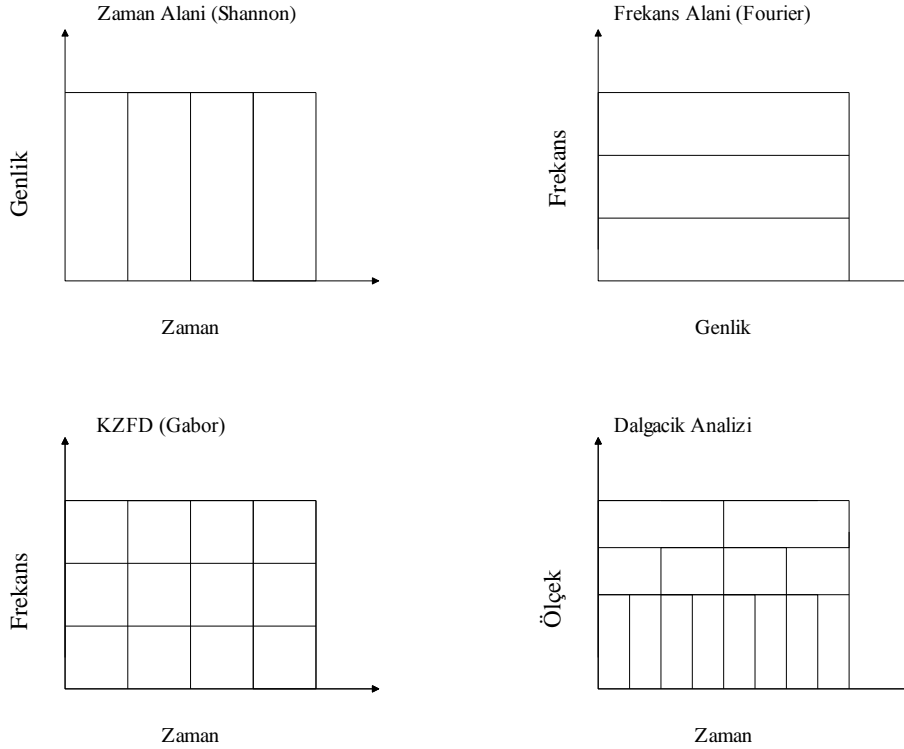 Zaman Alani (Shannon)
Genlik
Zaman
Frekans Alani (Fourier)
Frekans
Genlik
KZFD (Gabor)
Frekans
Zaman
Dalgacik Analizi
Ölçek
Zaman